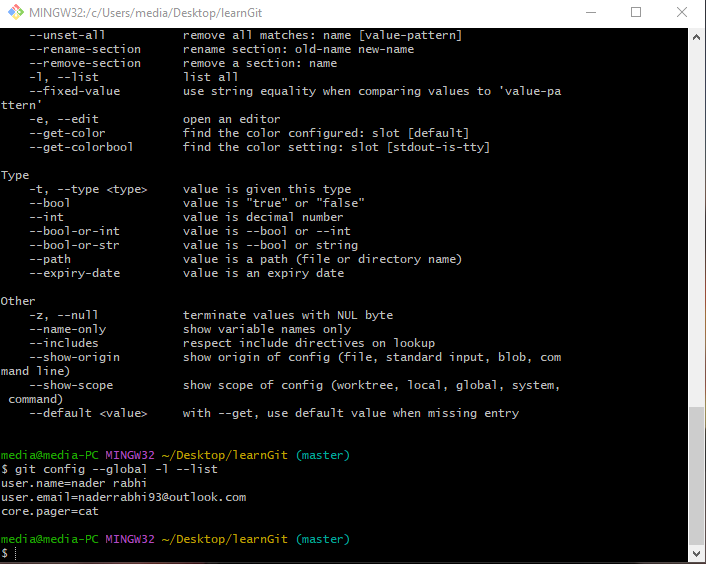 MINGW32:/c/Users/media/Desktop/learnGit
--unset-all           remove all matches: name [value-pattern]
--rename-section      rename section: old-name new-name
--remove-section      remove a section: name
-l, --list            list all
--fixed-value         use string equality when comparing values to 'value-pa
ttern'
-e, --edit            open an editor
--get-color           find the color configured: slot [default]
--get-colorbool       find the color setting: slot [stdout-is-tty]
Type
-t, --type <type>     value is given this type
--bool                value is "true" or "false"
--int                 value is decimal number
--bool-or-int         value is --bool or --int
--bool-or-str         value is --bool or string
--path                value is a path (file or directory name)
--expiry-date         value is an expiry date
Other
-z, --null            terminate values with NUL byte
--name-only           show variable names only
--includes            respect include directives on lookup
--show-origin         show origin of config (file, standard input, blob, com
mand line)
--show-scope          show scope of config (worktree, local, global, system,
command)
--default <value>     with --get, use default value when missing entry
media@media-PC MINGW32 ~/Desktop/learnGit (master)
$ git config --global -l --list
user.name=nader rabhi
user.email=naderrabhi93@outlook.com
core.pager=cat
media@media-PC MINGW32 ~/Desktop/learnGit (master)
$